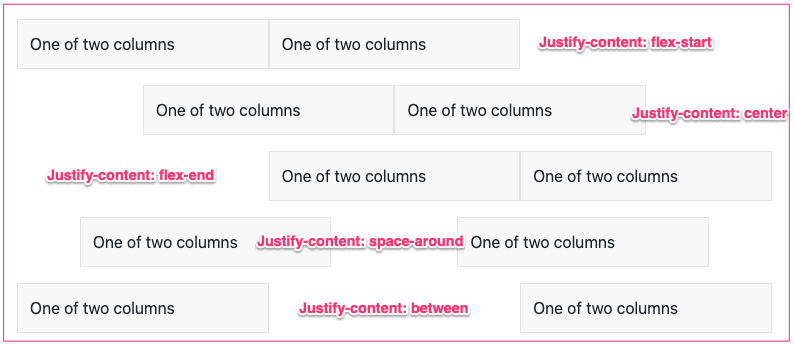 One of two columns One of two columns Justify-content: flex-start
One of two columns One of two columns Justify-content: center
Justify-content: flex-end One of two columns One of two columns
One of two columns Justify-content: space-around One of two columns
One of two columns Justify-content: between One of two columns